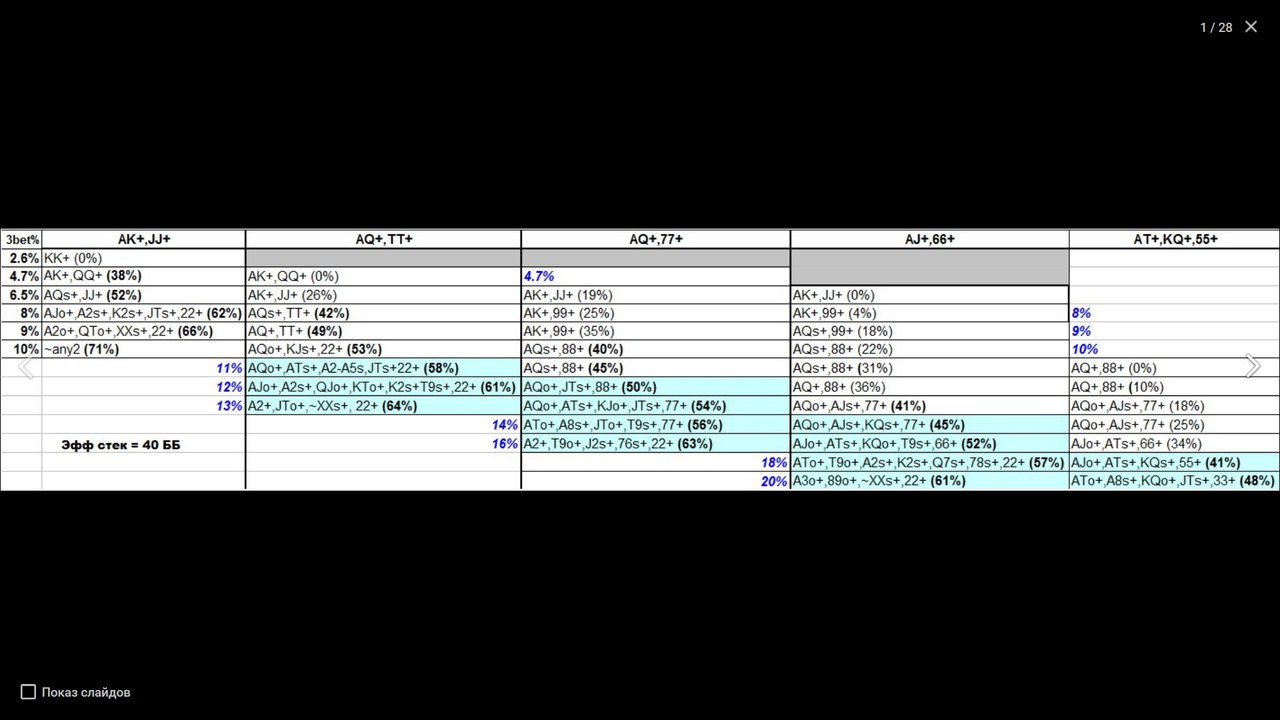 1 / 28
3bet% AK+,JJ+ AQ+,TT+ AQ+,77+ AJ+,66+ AT+,KQ+,55+
2.6% KK+ (0%)
4.7% AK+,QQ+ (38%) AK+,QQ+ (0%) 4.7%
6.5% AQs+,JJ+ (52%) AK+,JJ+ (26%) AK+,JJ+ (19%) AK+,JJ+ (0%)
8% AJo+,A2s+,K2s+,JTs+,22+ (62%) AQs+,TT+ (42%) AK+,99+ (25%) AK+,99+ (4%) 8%
9% A2o+,QTo+,XXs+,22+ (66%) AQ+,TT+ (49%) AK+,99+ (35%) AQs+,99+ (18%) 9%
10% ~any2 (71%) AQo+,KJs+,22+ (53%) AQs+,88+ (40%) AQs+,88+ (22%) 10%
11% AQo+,ATs+,A2-A5s,JTs+22+ (58%) AQs+,88+ (45%) AQs+,88+ (31%) AQ+,88+ (0%)
12% AJo+,A2s+,QJo+,KTo+,K2s+T9s+,22+ (61%) AQo+,JTs+,88+ (50%) AQ+,88+ (36%) AQ+,88+ (10%)
13% A2+,JTo+,~XXs+, 22+ (64%) AQo+,ATs+,KJo+,JTs+,77+ (54%) AQo+,AJs+,77+ (41%) AQo+,AJs+,77+ (18%)
14% ATo+,A8s+,JTo+,T9s+,77+ (56%) AQo+,AJs+,KQs+,77+ (45%) AQo+,AJs+,77+ (25%)
Эфф стек = 40 ББ 16% A2+,T9o+,J2s+,76s+,22+ (63%) AJo+,ATs+,KQo+,T9s+,66+ (52%) AJo+,ATs+,66+ (34%)
18% ATo+,T9o+,A2s+,K2s+,Q7s+,78s+,22+ (57%) AJo+,ATs+,KQs+,55+ (41%)
20% A3o+,89o+,~XXs+,22+ (61%) ATo+,A8s+,KQo+,JTs+,33+ (48%)
Показ слайдов